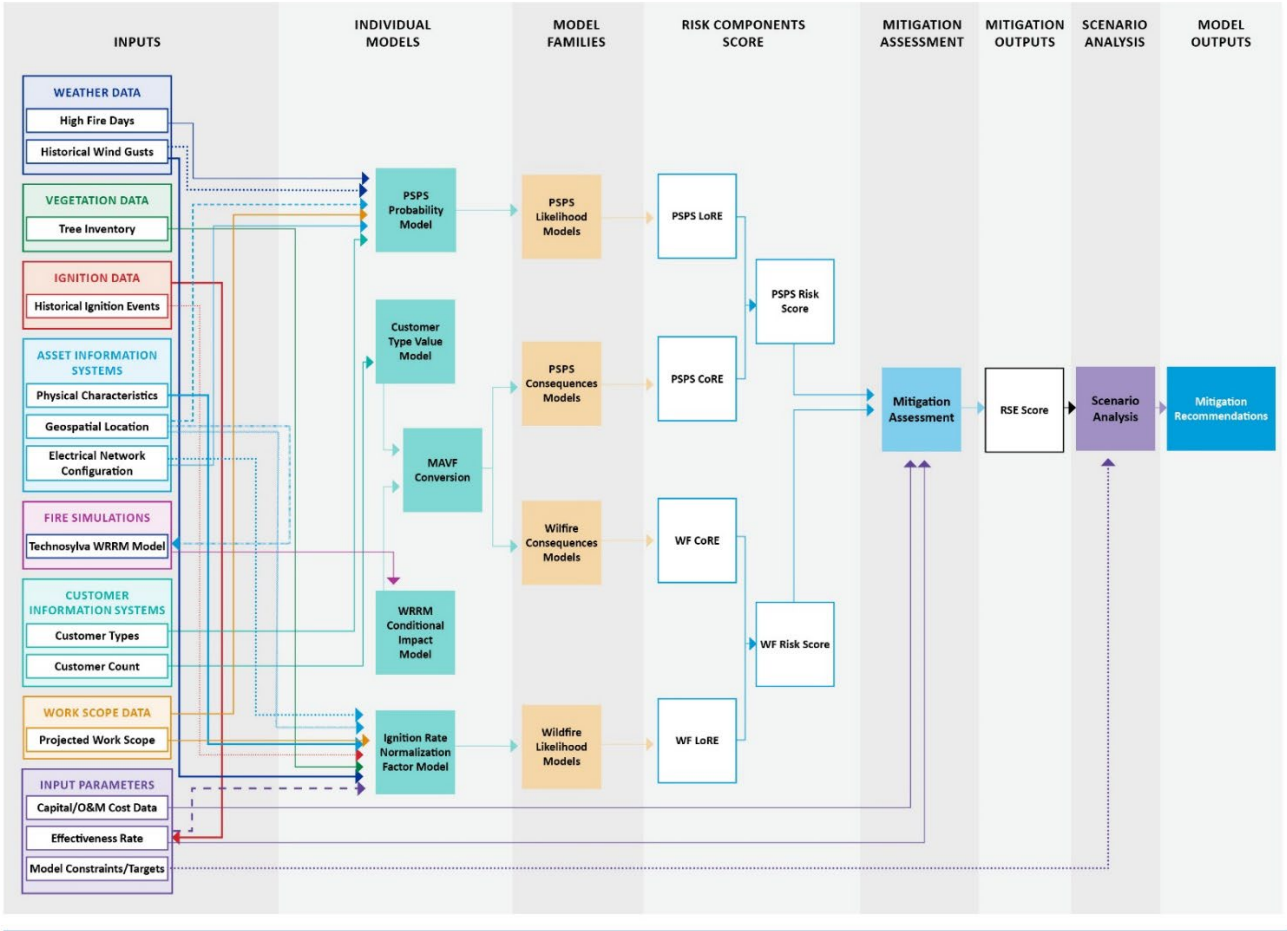 INPUTS
INDIVIDUAL
MODELS
MODEL
FAMILIES
RISK COMPONENTS
SCORE
MITIGATION
ASSESSMENT
MITIGATION
OUTPUTS
SCENARIO
ANALYSIS
MODEL
OUTPUTS
WEATHER DATA
High Fire Days
Historical Wind Gusts
VEGETATION DATA
Tree Inventory
IGNITION DATA
Historical Ignition Events
ASSET INFORMATION
SYSTEMS
Physical Characteristics
Geospatial Location
Electrical Network
Configuration
FIRE SIMULATIONS
Technosylva WRRM Model
CUSTOMER
INFORMATION SYSTEMS
Customer Types
Customer Count
WORK SCOPE DATA
Projected Work Scope
INPUT PARAMETERS
Capital/O&M Cost Data
Effectiveness Rate
Model Constraints/Targets
PSPS
Probability
Model
Customer
Type Value
Model
MAVF
Conversion
WRRM
Conditional
Impact
Model
Ignition Rate
Normalization
Factor Model
PSPS
Likelihood
Models
PSPS
Consequences
Models
Wilfire
Consequences
Models
Wildfire
Likelihood
Models
PSPS LoRE
PSPS CoRE
WF CoRE
WF LoRE
PSPS Risk
Score
WF Risk Score
Mitigation
Assessment
RSE Score
Scenario
Analysis
Mitigation
Recommendations